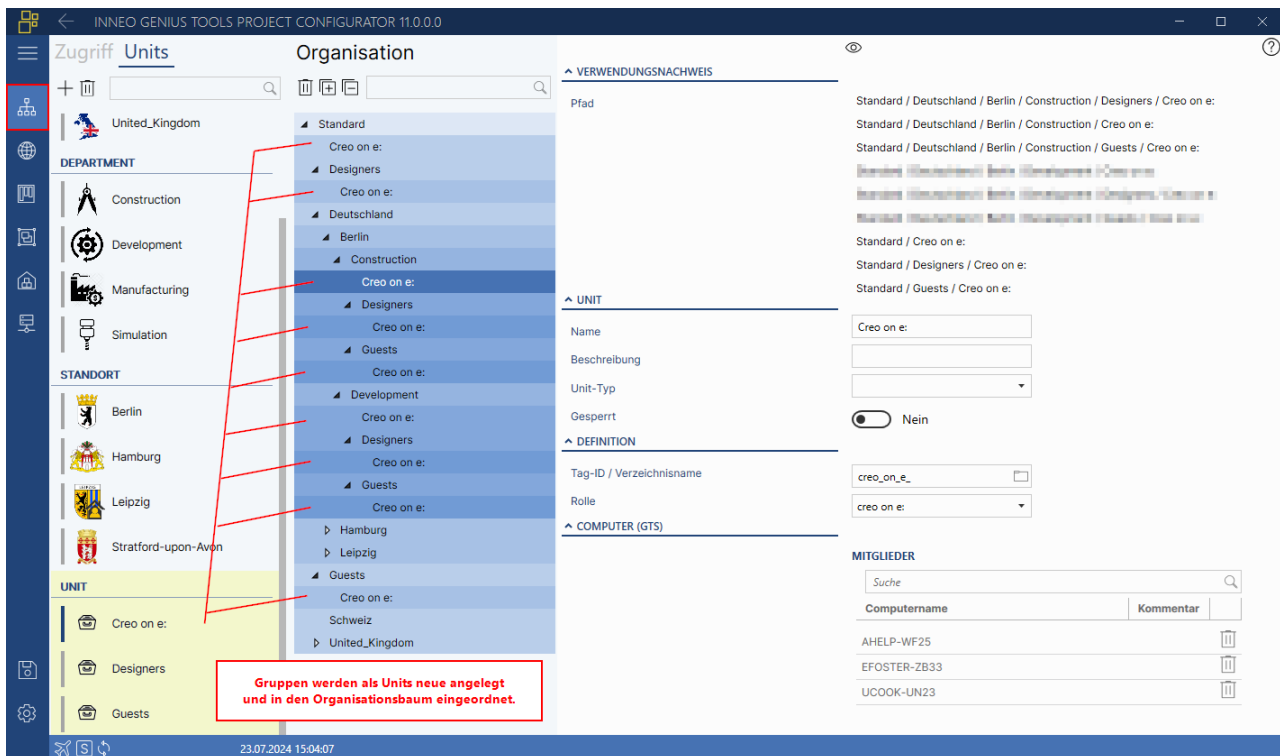 INNEO GENIUS TOOLS PROJECT CONFIGURATOR 11.0.0.0
Zugriff Units
United_Kingdom
DEPARTMENT
Construction
Development
Manufacturing
Simulation
STANDORT
Berlin
Hamburg
Leipzig
Stratford-upon-Avon
UNIT
Creo on e:
Designers
Guests
Organisation
Standard
Creo on e:
Designers
Creo on e:
Deutschland
Berlin
Construction
Creo on e:
Designers
Creo on e:
Guests
Creo on e:
Development
Creo on e:
Designers
Creo on e:
Guests
Creo on e:
Hamburg
Leipzig
Guests
Creo on e:
Schweiz
United_Kingdom
Gruppen werden als Units neue angelegt
und in den Organisationsbaum eingeordnet.
VERWENDUNGSNACHWEIS
Pfad
Standard / Deutschland / Berlin / Construction / Designers / Creo on e:
Standard / Deutschland / Berlin / Construction / Creo on e:
Standard / Deutschland / Berlin / Construction / Guests / Creo on e:
Standard / Creo on e:
Standard / Designers / Creo on e:
Standard / Guests / Creo on e:
UNIT
Name Creo on e:
Beschreibung
Unit-Typ
Gesperrt Nein
DEFINITION
Tag-ID / Verzeichnisname creo_on_e_
Rolle creo on e:
COMPUTER (GTS)
MITGLIEDER
Suche
Computername Kommentar
AHELP-WF25
EFOSTER-ZB33
UCOOK-UN23
S
23.07.2024 15:04:07